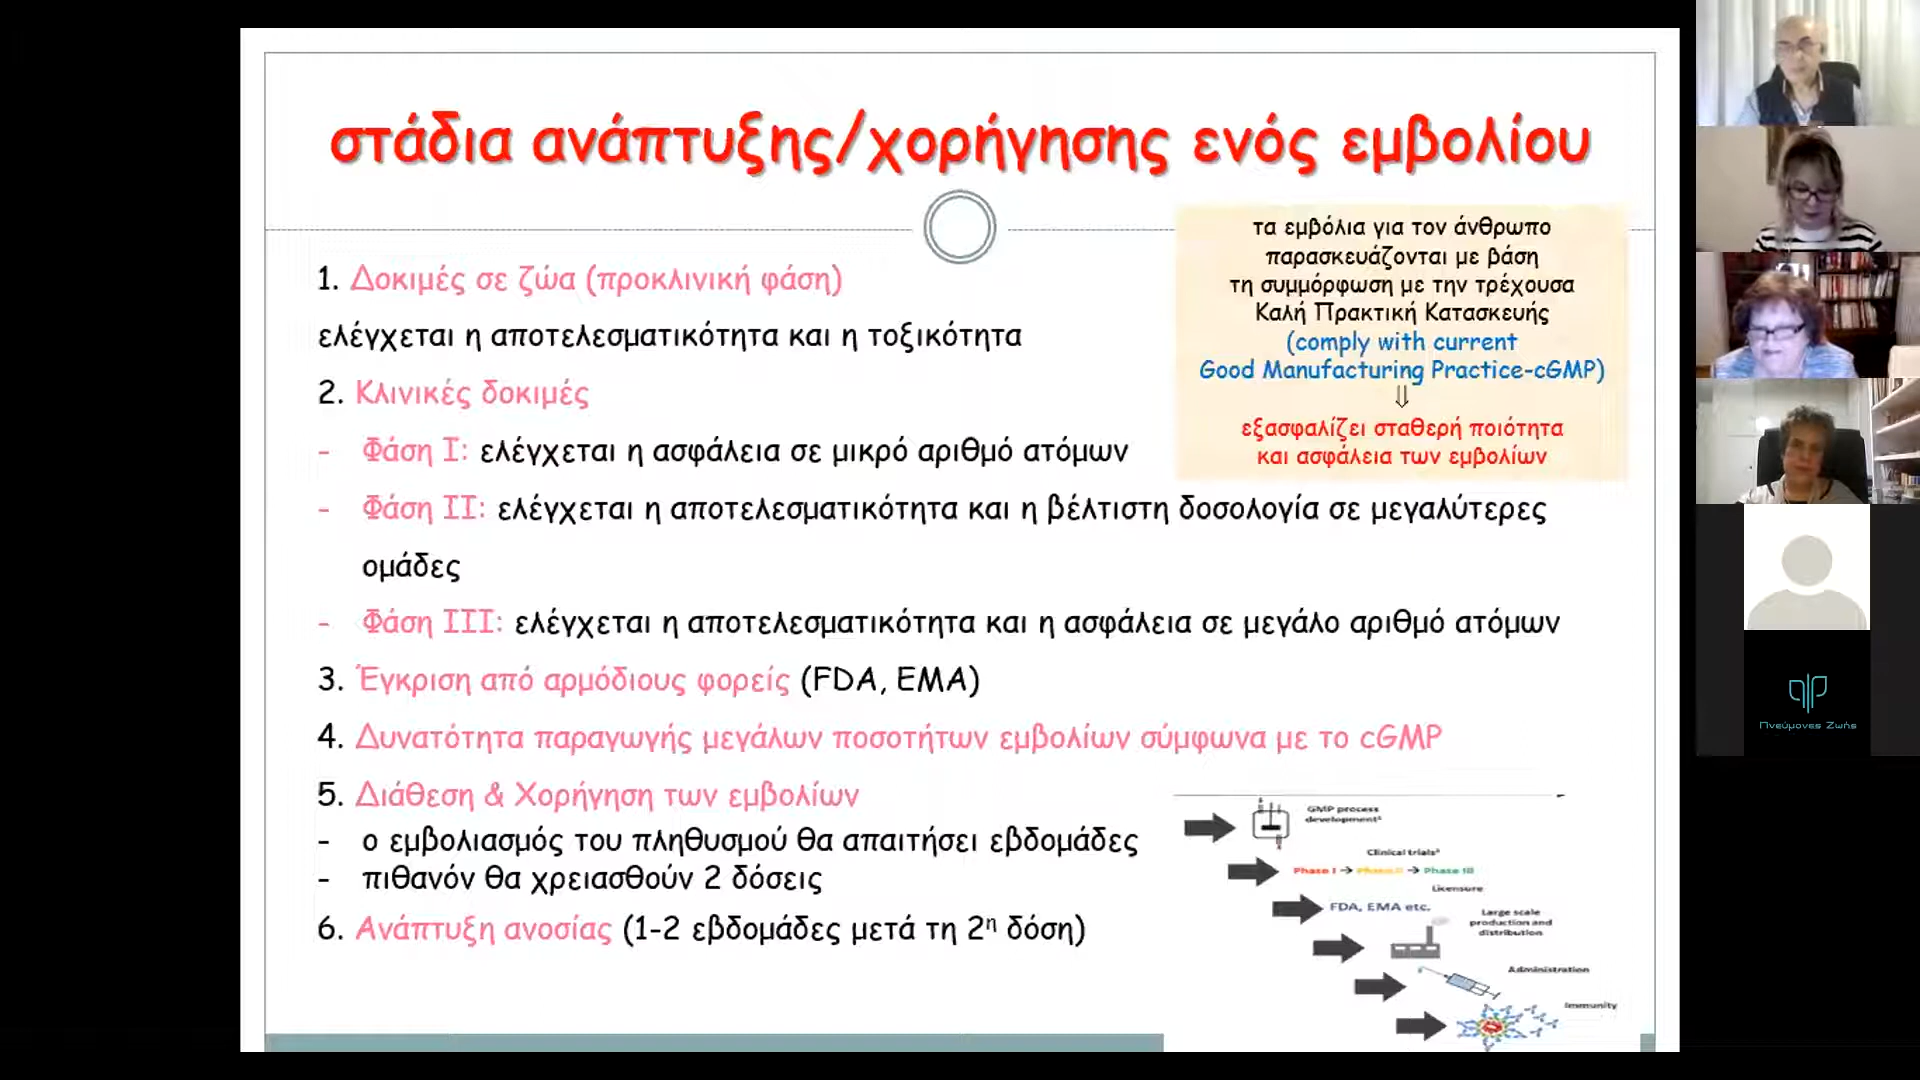 στάδια ανάπτυξης/χορήγησης ενός εμβολίου
τα εμβόλια για τον άνθρωπο
παρασκευάζονται με βάση
τη συμμόρφωση με την τρέχουσα
Καλή Πρακτική Κατασκευής
(comply with current
Good Manufacturing Practice-cGMP)
⇓
εξασφαλίζει σταθερή ποιότητα
και ασφάλεια των εμβολίων
1. Δοκιμές σε ζώα (προκλινική φάση)
ελέγχεται η αποτελεσματικότητα και η τοξικότητα
2. Κλινικές δοκιμές
- Φάση Ι: ελέγχεται η ασφάλεια σε μικρό αριθμό ατόμων
- Φάση ΙΙ: ελέγχεται η αποτελεσματικότητα και η βέλτιστη δοσολογία σε μεγαλύτερες
ομάδες
- Φάση ΙΙΙ: ελέγχεται η αποτελεσματικότητα και η ασφάλεια σε μεγάλο αριθμό ατόμων
3. Έγκριση από αρμόδιους φορείς (FDA, EMA)
4. Δυνατότητα παραγωγής μεγάλων ποσοτήτων εμβολίων σύμφωνα με το cGMP
5. Διάθεση & Χορήγηση των εμβολίων
- ο εμβολιασμός του πληθυσμού θα απαιτήσει εβδομάδες
- πιθανόν θα χρειασθούν 2 δόσεις
6. Ανάπτυξη ανοσίας (1-2 εβδομάδες μετά τη 2η δόση)
GMP process
development¹
Clinical trials²
Phase I → Phase II → Phase III
Licensure
FDA, EMA etc.
Large scale
production and
distribution
Administration
Immunity
Πνεύμονες Ζωής